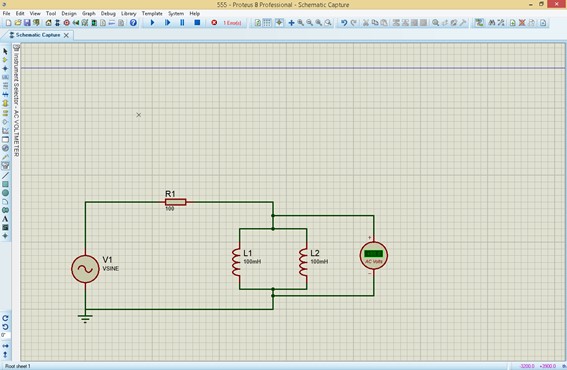 555 - Proteus 8 Professional - Schematic Capture
File Edit View Tool Design Graph Debug Library Template System Help
1 Error(s)
Schematic Capture
Instrument Selector - AC VOLTMETER
R1
100
V1
VSINE
L1
100mH
L2
100mH
+
AC Volts
-
A
0°
Root sheet 1
3200.0 +3900.0 th